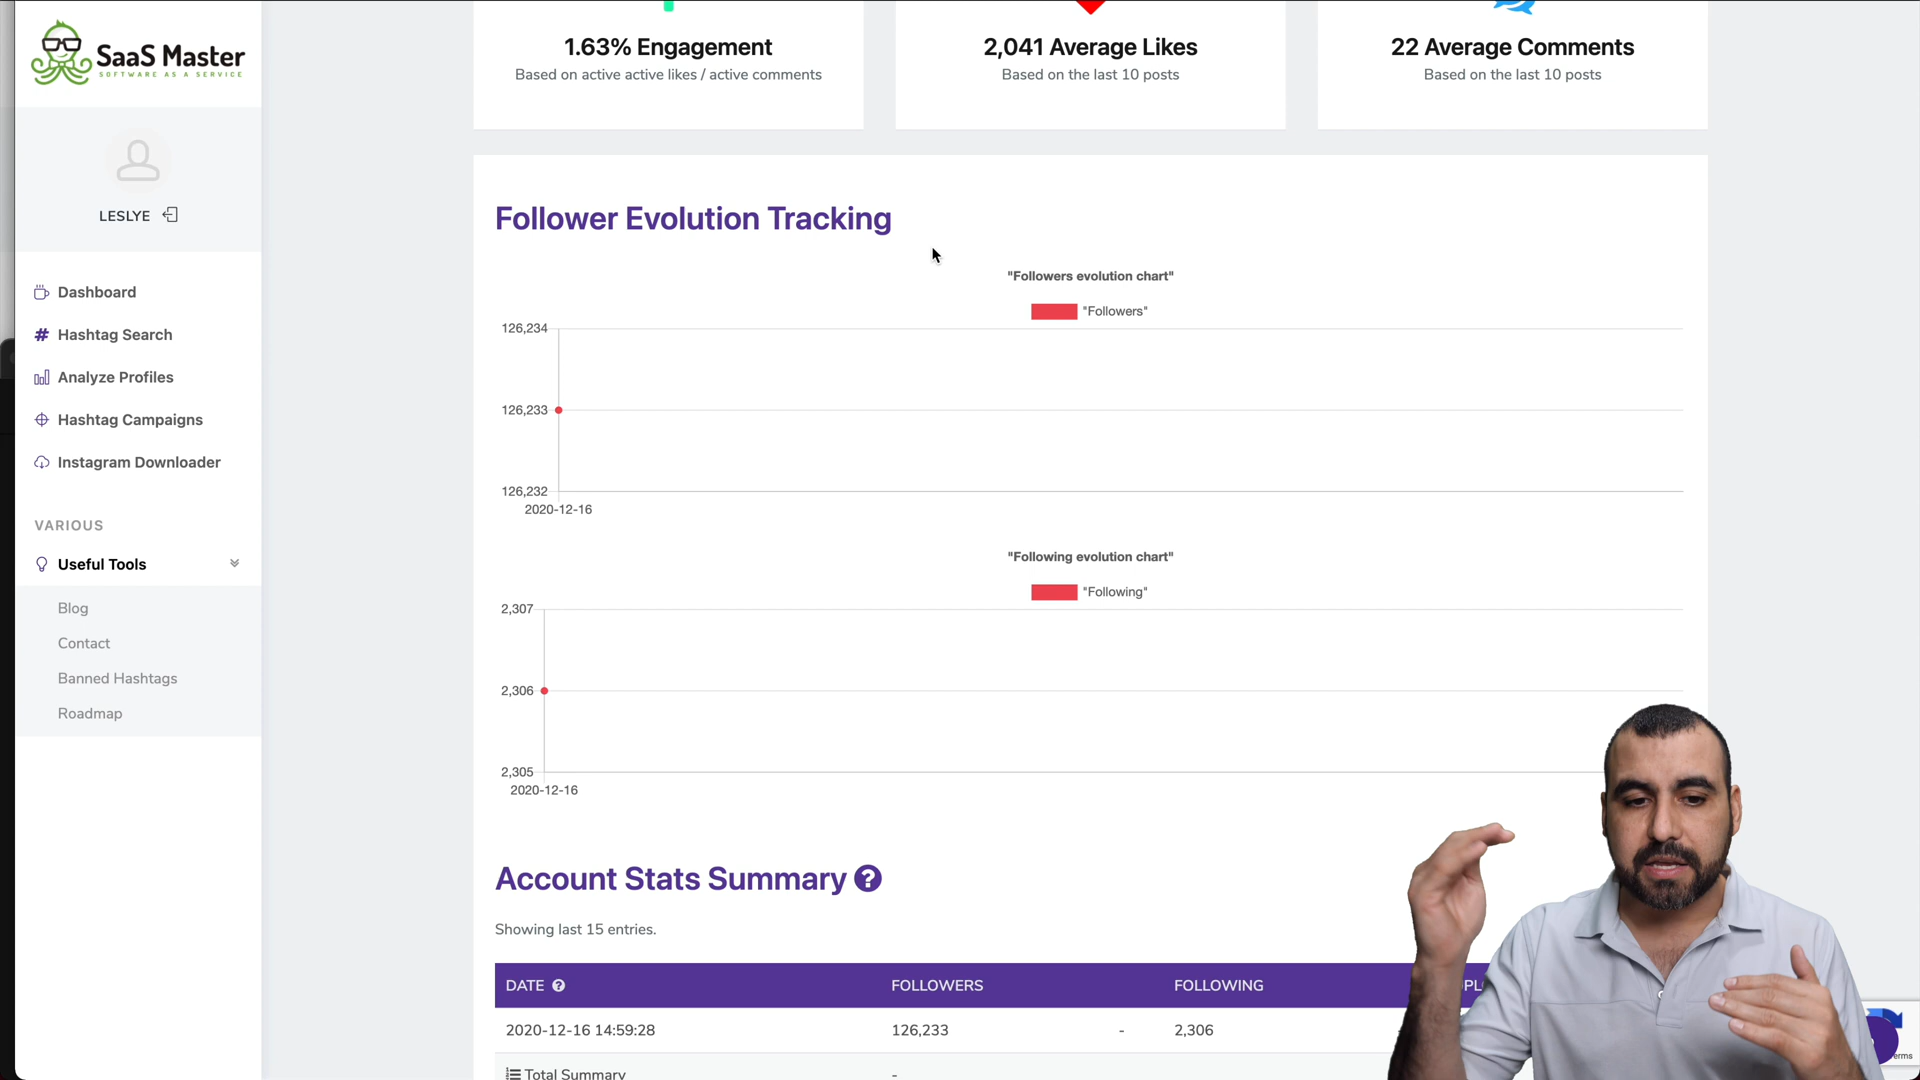 SaaS Master
SOFTWARE AS A SERVICE
LESLYE
Dashboard
Hashtag Search
Analyze Profiles
Hashtag Campaigns
Instagram Downloader
VARIOUS
Useful Tools
Blog
Contact
Banned Hashtags
Roadmap
1.63% Engagement
Based on active active likes / active comments
2,041 Average Likes
Based on the last 10 posts
22 Average Comments
Based on the last 10 posts
Follower Evolution Tracking
"Followers evolution chart"
"Followers"
126,234
126,233
126,232
2020-12-16
"Following evolution chart"
"Following"
2,307
2,306
2,305
2020-12-16
Account Stats Summary ?
Showing last 15 entries.
DATE ? FOLLOWERS FOLLOWING
2020-12-16 14:59:28 126,233 - 2,306
Total Summary -